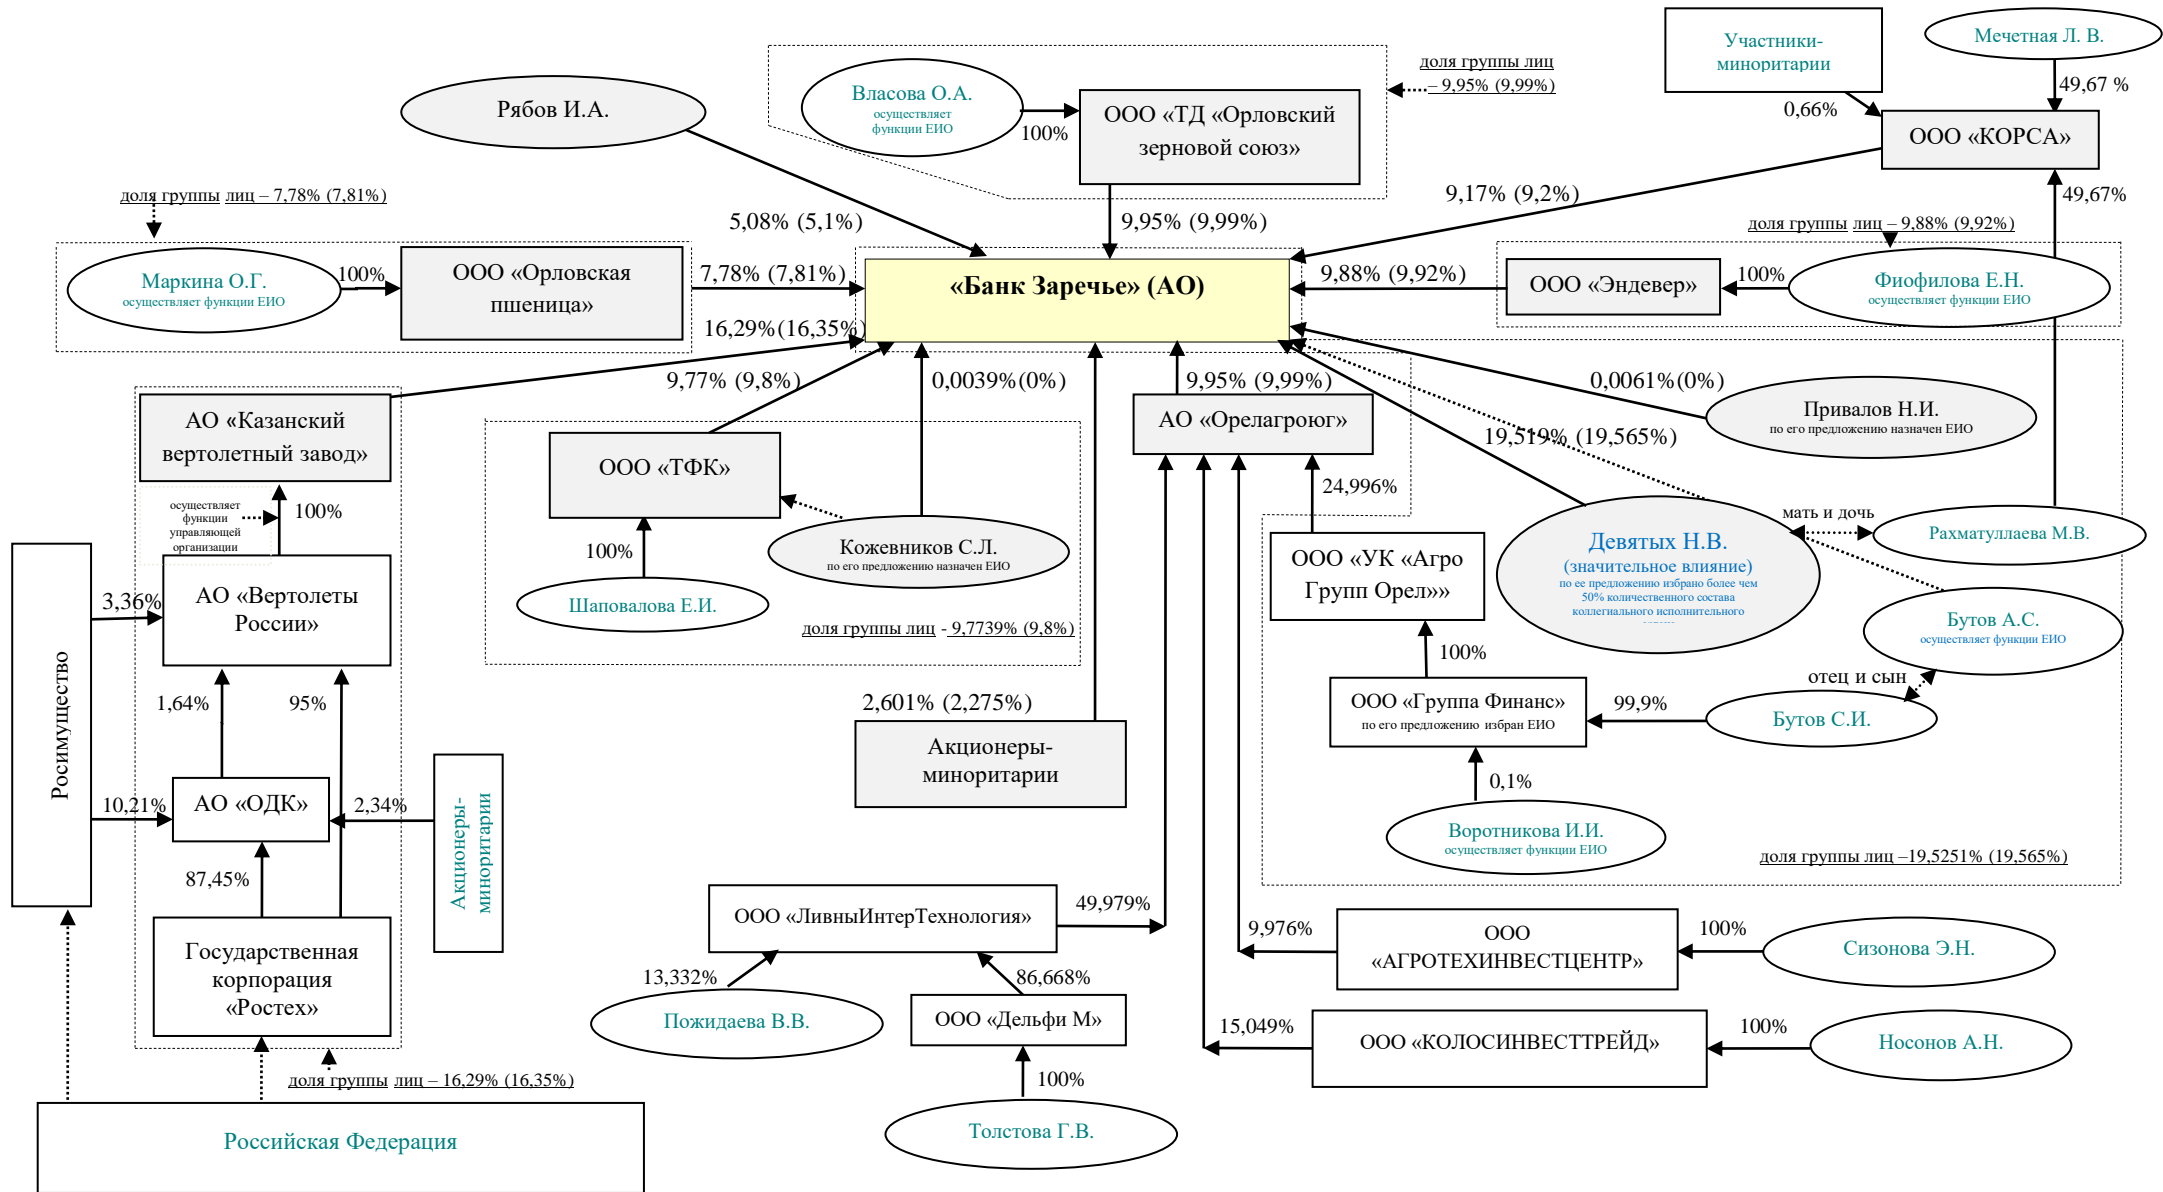 Участники-
миноритарии
Мечетная Л. В.
доля группы лиц
– 9,95% (9,99%)
49,67 %
0,66%
Рябов И.А.
Власова О.А.
осуществляет
функции ЕИО
100%
ООО «ТД «Орловский
зерновой союз»
ООО «КОРСА»
доля группы лиц – 7,78% (7,81%)
5,08% (5,1%)
9,95% (9,99%)
9,17% (9,2%)
49,67%
доля группы лиц – 9,88% (9,92%)
Маркина О.Г.
осуществляет функции ЕИО
100%
ООО «Орловская
пшеница»
7,78% (7,81%)
«Банк Заречье» (АО)
9,88% (9,92%)
ООО «Эндевер»
100%
Фиофилова Е.Н.
осуществляет функции ЕИО
16,29%(16,35%)
9,77% (9,8%)
0,0039%(0%)
9,95% (9,99%)
0,0061%(0%)
АО «Казанский
вертолетный завод»
АО «Орелагроюг»
Привалов Н.И.
по его предложению назначен ЕИО
19,519% (19,565%)
ООО «ТФК»
24,996%
осуществляет
функции
управляющей
организации
100%
Кожевников С.Л.
по его предложению назначен ЕИО
100%
Шаповалова Е.И.
доля группы лиц - 9,7739% (9,8%)
ООО «УК «Агро
Групп Орел»»
Девятых Н.В.
(значительное влияние)
по ее предложению избрано более чем
50% количественного состава
коллегиального исполнительного
мать и дочь
Рахматуллаева М.В.
Бутов А.С.
осуществляет функции ЕИО
3,36%
АО «Вертолеты
России»
Росимущество
1,64%
95%
100%
отец и сын
2,601% (2,275%)
Акционеры-
миноритарии
ООО «Группа Финанс»
по его предложению избран ЕИО
99,9%
Бутов С.И.
10,21%
АО «ОДК»
2,34%
Акционеры-
миноритарии
0,1%
Воротникова И.И.
осуществляет функции ЕИО
доля группы лиц –19,5251% (19,565%)
87,45%
Государственная
корпорация
«Ростех»
ООО «ЛивныИнтерТехнология»
49,979%
9,976%
ООО
«АГРОТЕХИНВЕСТЦЕНТР»
100%
Сизонова Э.Н.
13,332%
86,668%
Пожидаева В.В.
ООО «Дельфи М»
15,049%
ООО «КОЛОСИНВЕСТТРЕЙД»
100%
Носонов А.Н.
доля группы лиц – 16,29% (16,35%)
100%
Российская Федерация
Толстова Г.В.